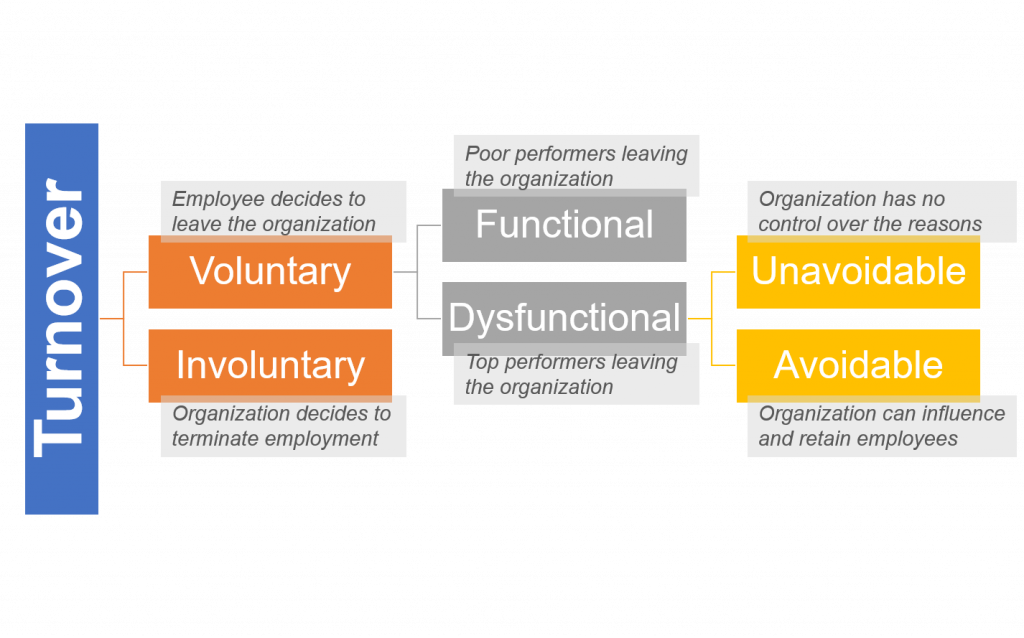 Turnover
Employee decides to
leave the organization
Voluntary
Involuntary
Organization decides to
terminate employment
Poor performers leaving
the organization
Functional
Dysfunctional
Top performers leaving
the organization
Organization has no
control over the reasons
Unavoidable
Avoidable
Organization can influence
and retain employees